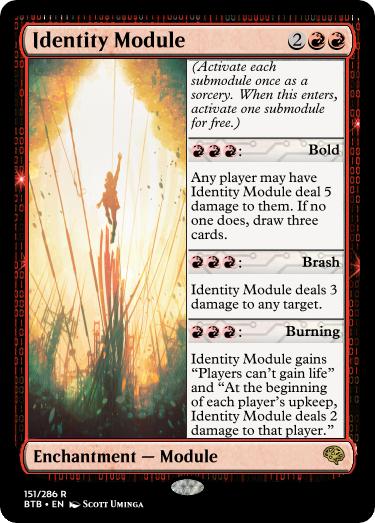 Identity Module 2
(Activate each
submodule once as a
sorcery. When this enters,
activate one submodule
for free.)
: Bold
Any player may have
Identity Module deal 5
damage to them. If no
one does, draw three
cards.
: Brash
Identity Module deals 3
damage to any target.
: Burning
Identity Module gains
“Players can’t gain life”
and “At the beginning
of each player’s upkeep,
Identity Module deals 2
damage to that player.”
Enchantment — Module
151/286 R
BTB • EN Scott Uminga